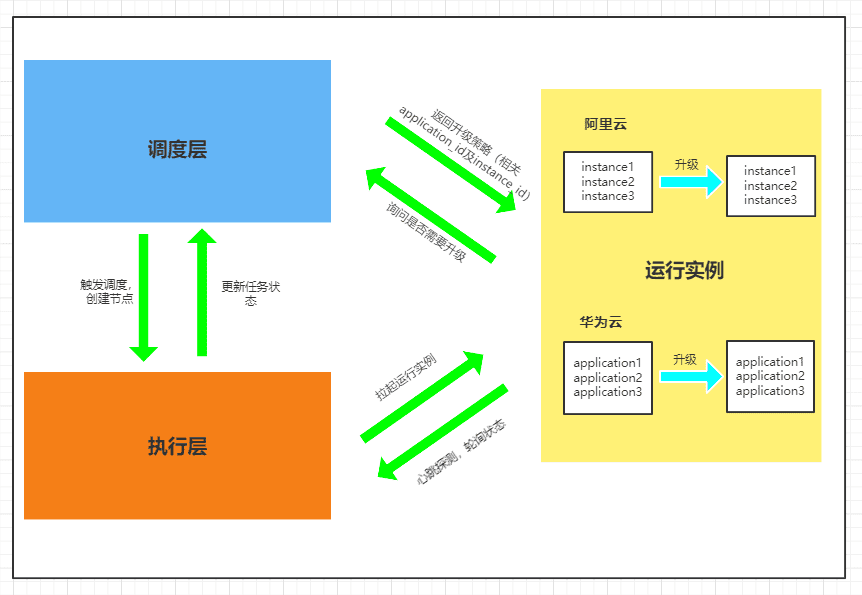 调度层
触发调度，
创建节点
更新任务状
态
执行层
返回升级策略（相关
application_id及instance_id）
询问是否需要升级
拉起运行实例
心跳探测，轮询状态
阿里云
instance1
instance2
instance3
升级
instance1
instance2
instance3
运行实例
华为云
application1
application2
application3
升级
application1
application2
application3